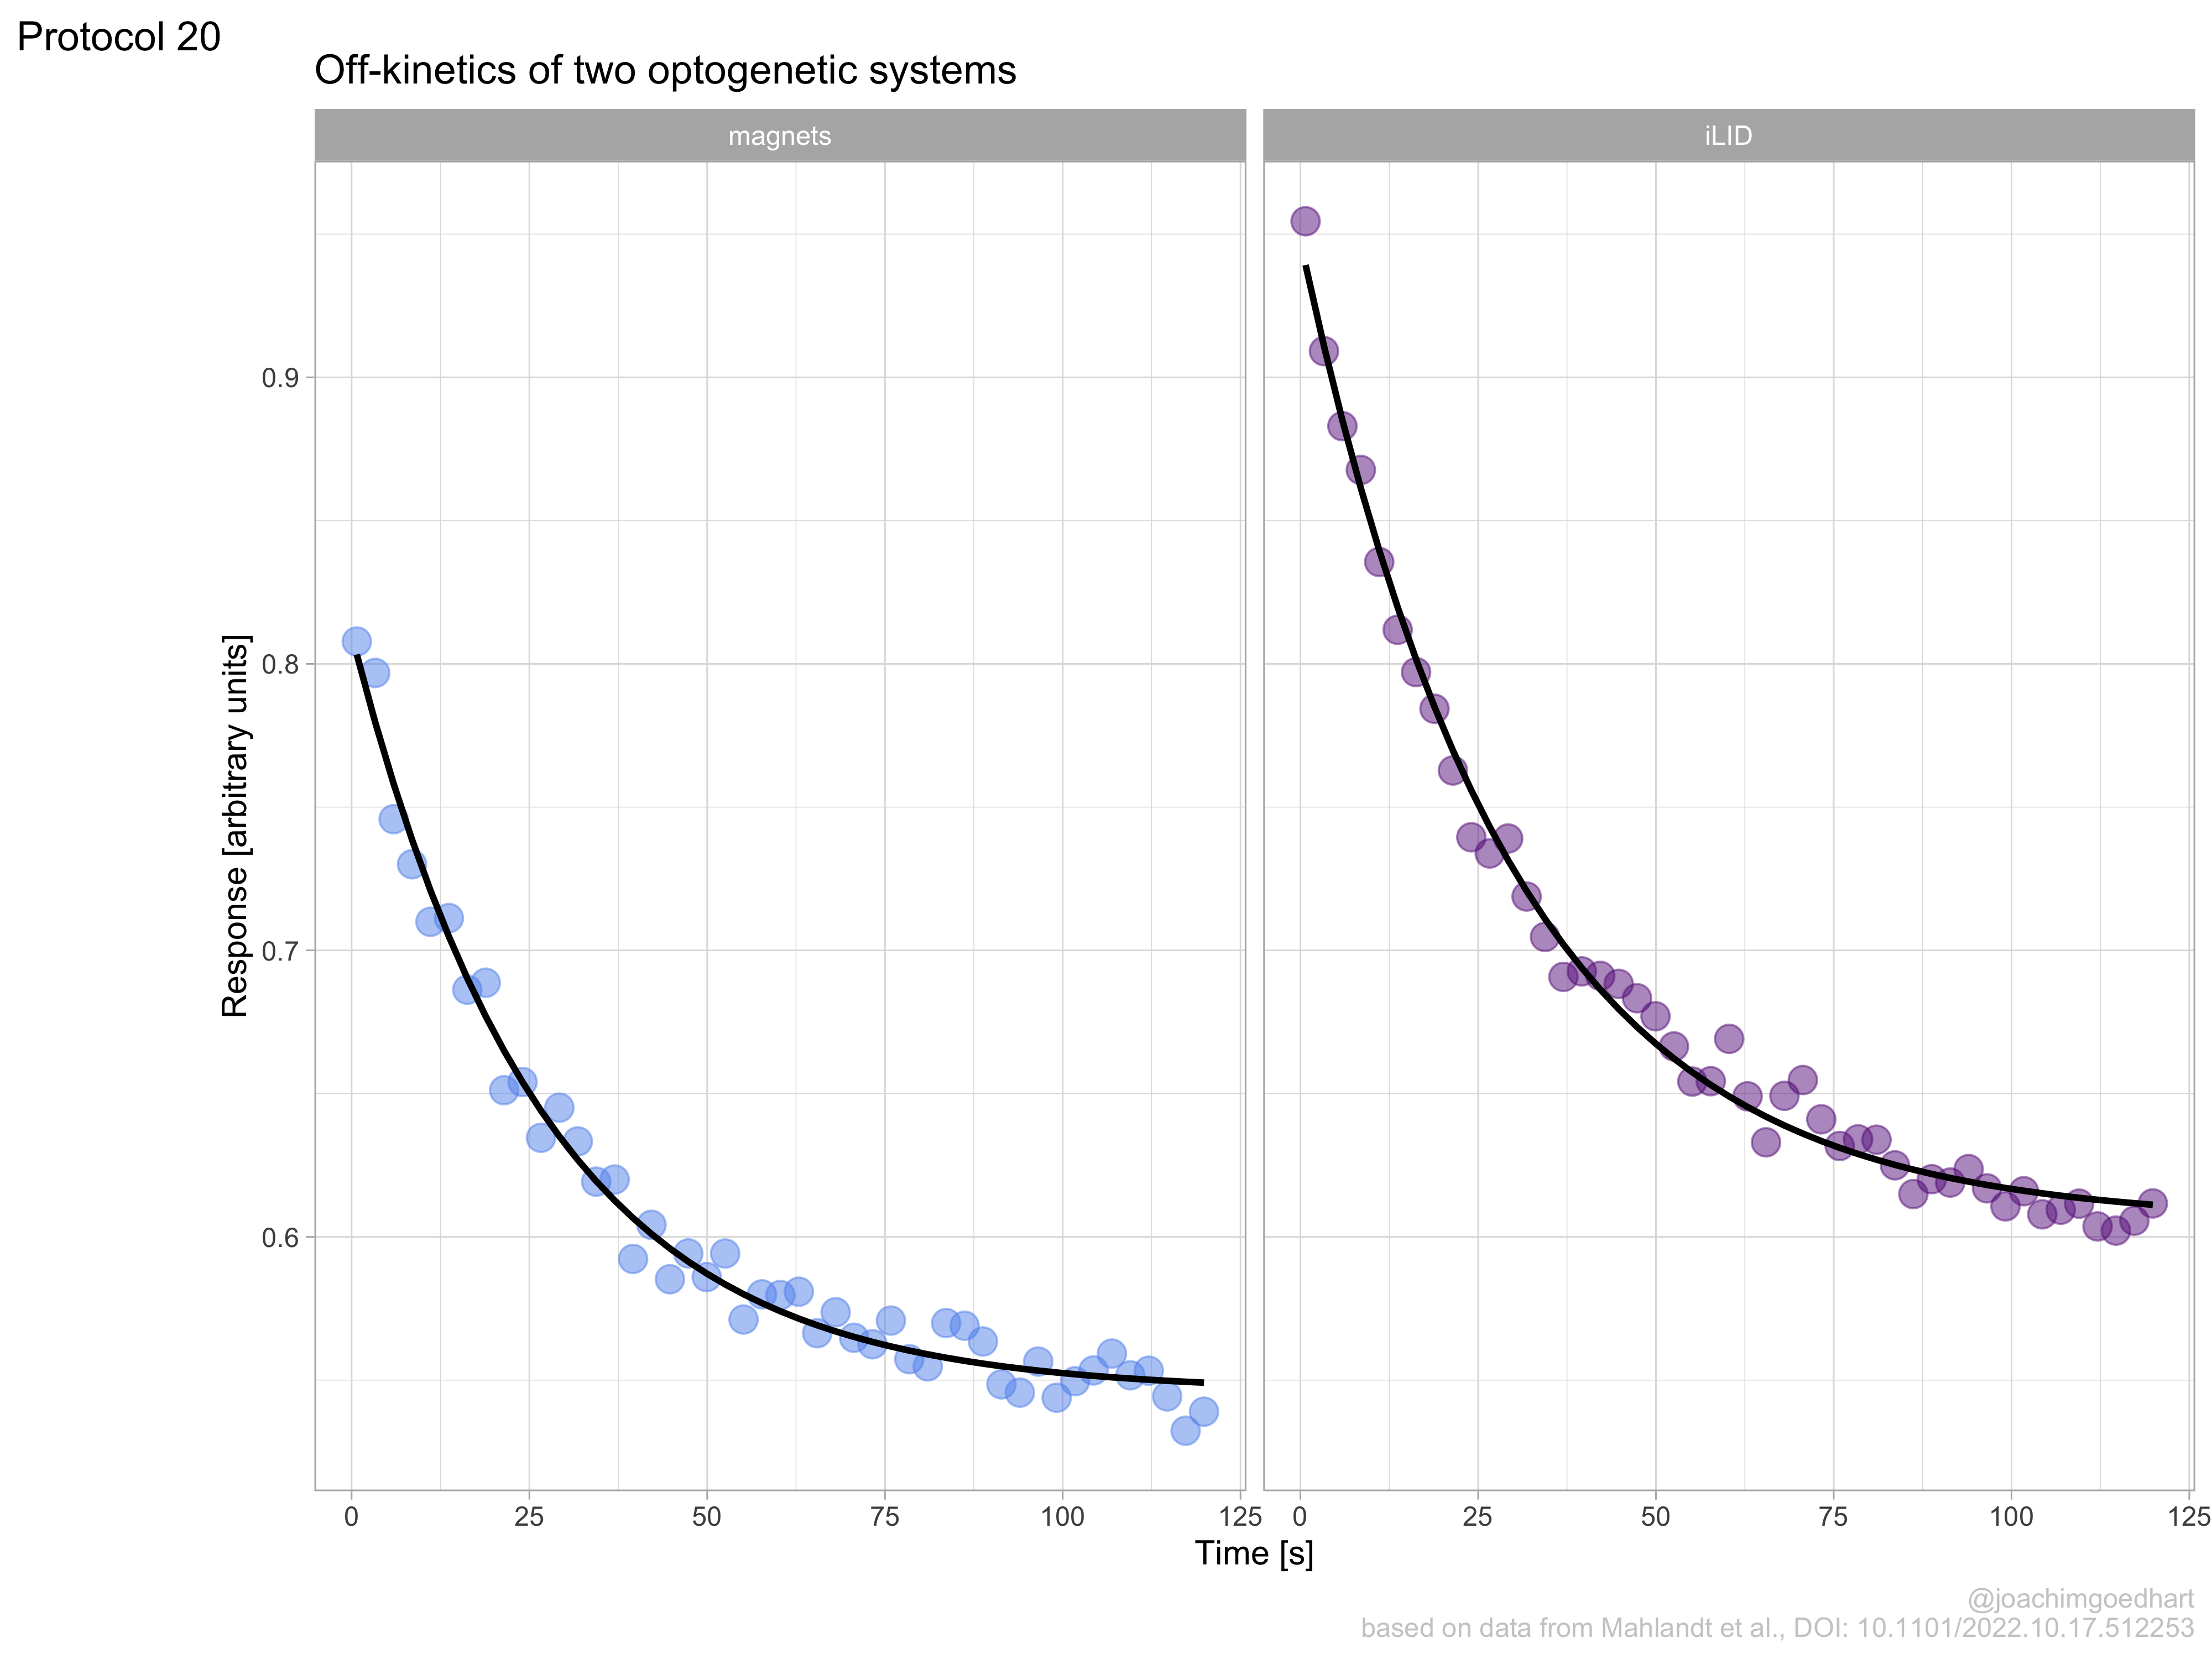 Protocol 20
Off-kinetics of two optogenetic systems
magnets
iLID
Response [arbitrary units]
0.9
0.8
0.7
0.6
0 25 50 75 100 125
0 25 50 75 100 125
Time [s]
@joachimgoedhart
based on data from Mahlandt et al., DOI: 10.1101/2022.10.17.512253